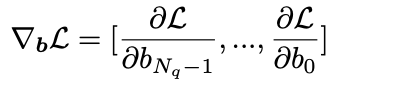 ∇_b ℒ = [∂ℒ/∂b_{N_q−1}, ..., ∂ℒ/∂b_0]